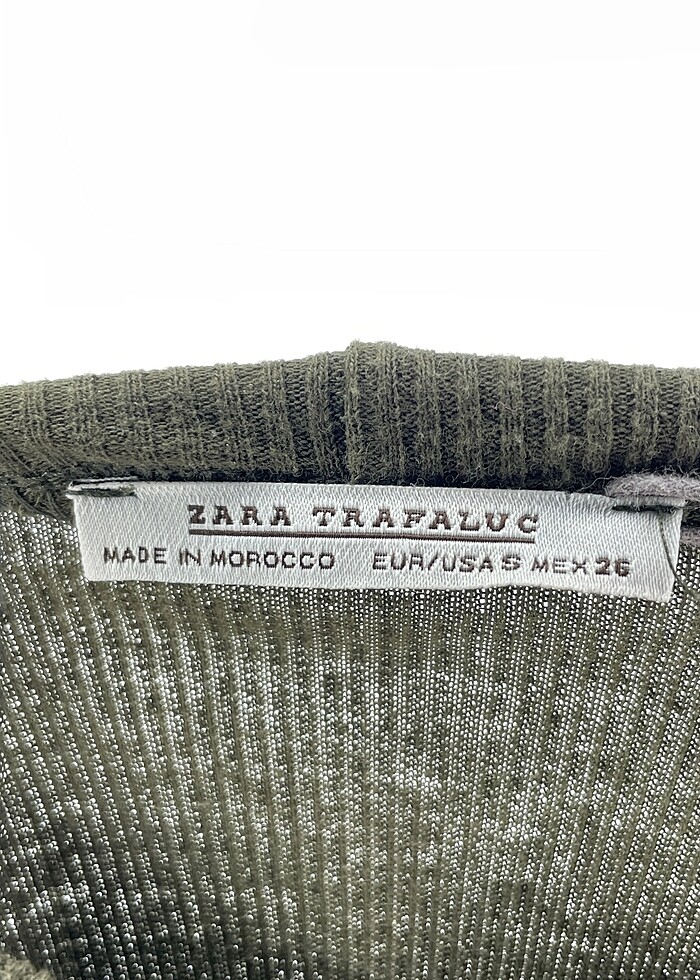 ZARA TRAFALUC
MADE IN MOROCCO EUR/USA S MEX 26